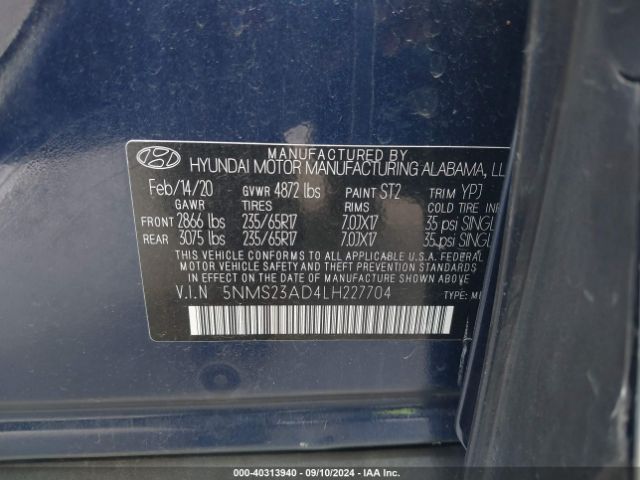 MANUFACTURED BY
HYUNDAI MOTOR MANUFACTURING ALABAMA, LL
Feb/14/20 GVWR 4872 lbs PAINT ST2 TRIM YPJ
GAWR TIRES RIMS COLD TIRE INF
FRONT 2866 lbs 235/65R17 7.0JX17 35 psi SINGL
REAR 3075 lbs 235/65R17 7.0JX17 35 psi SINGL
THIS VEHICLE CONFORMS TO ALL APPLICABLE U.S.A. FEDERAL
MOTOR VEHICLE SAFETY AND THEFT PREVENTION STANDARDS
IN EFFECT ON THE DATE OF MANUFACTURE SHOWN ABOVE
V.I.N 5NMS23AD4LH227704 TYPE: M
000-40313940 - 09/10/2024 - IAA Inc.